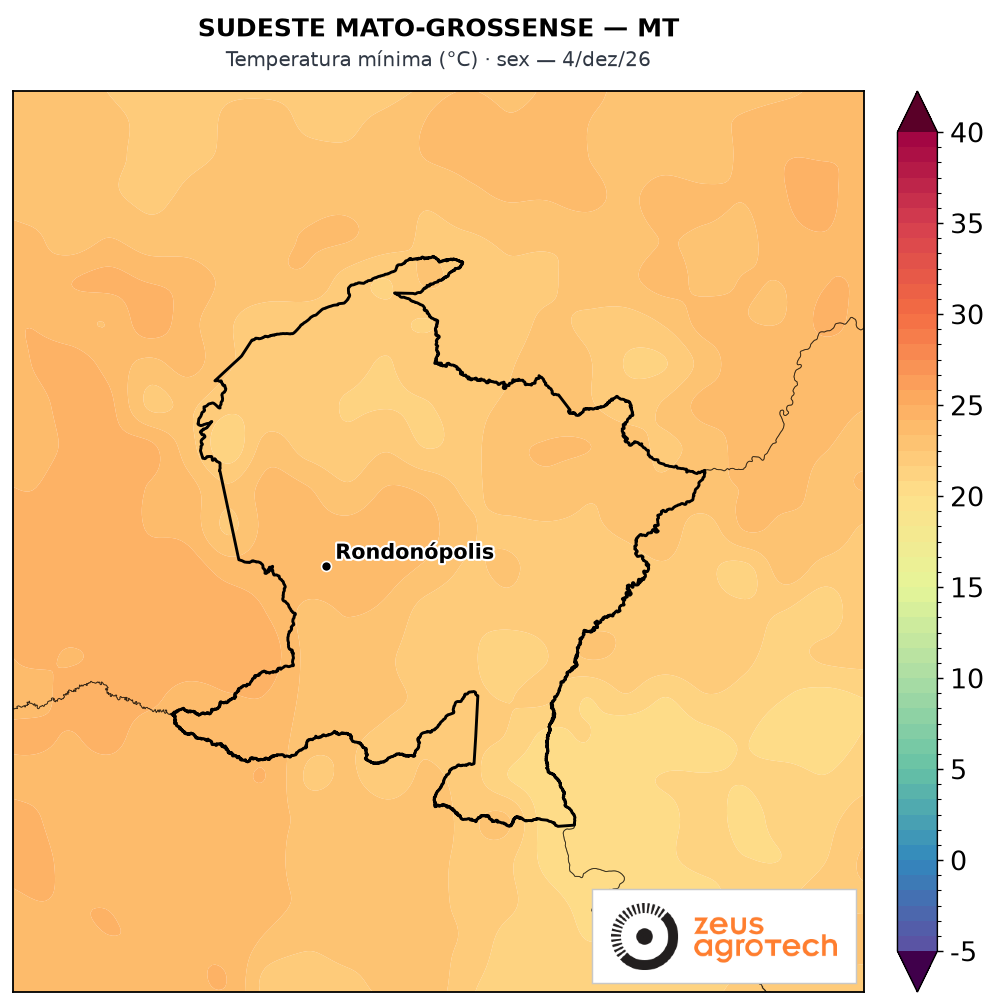 SUDESTE MATO-GROSSENSE — MT
Temperatura mínima (°C) · sex — 4/dez/26
40
35
30
25
20
15
10
5
0
-5
Rondonópolis
zeus
agrotech